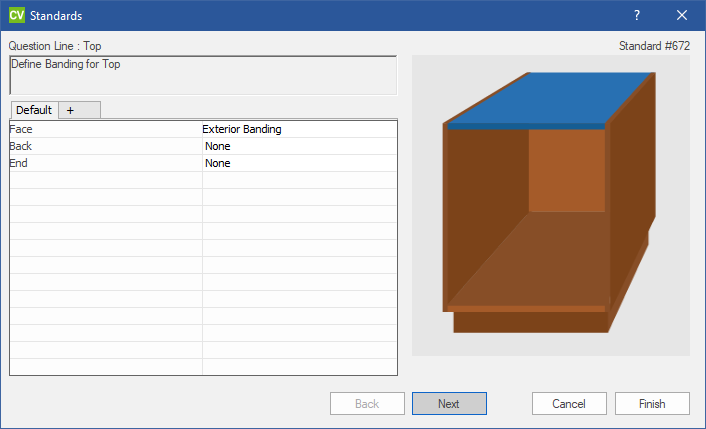 CV Standards ?
Question Line : Top Standard #672
Define Banding for Top
Default +
Face Exterior Banding
Back None
End None
Back Next Cancel Finish